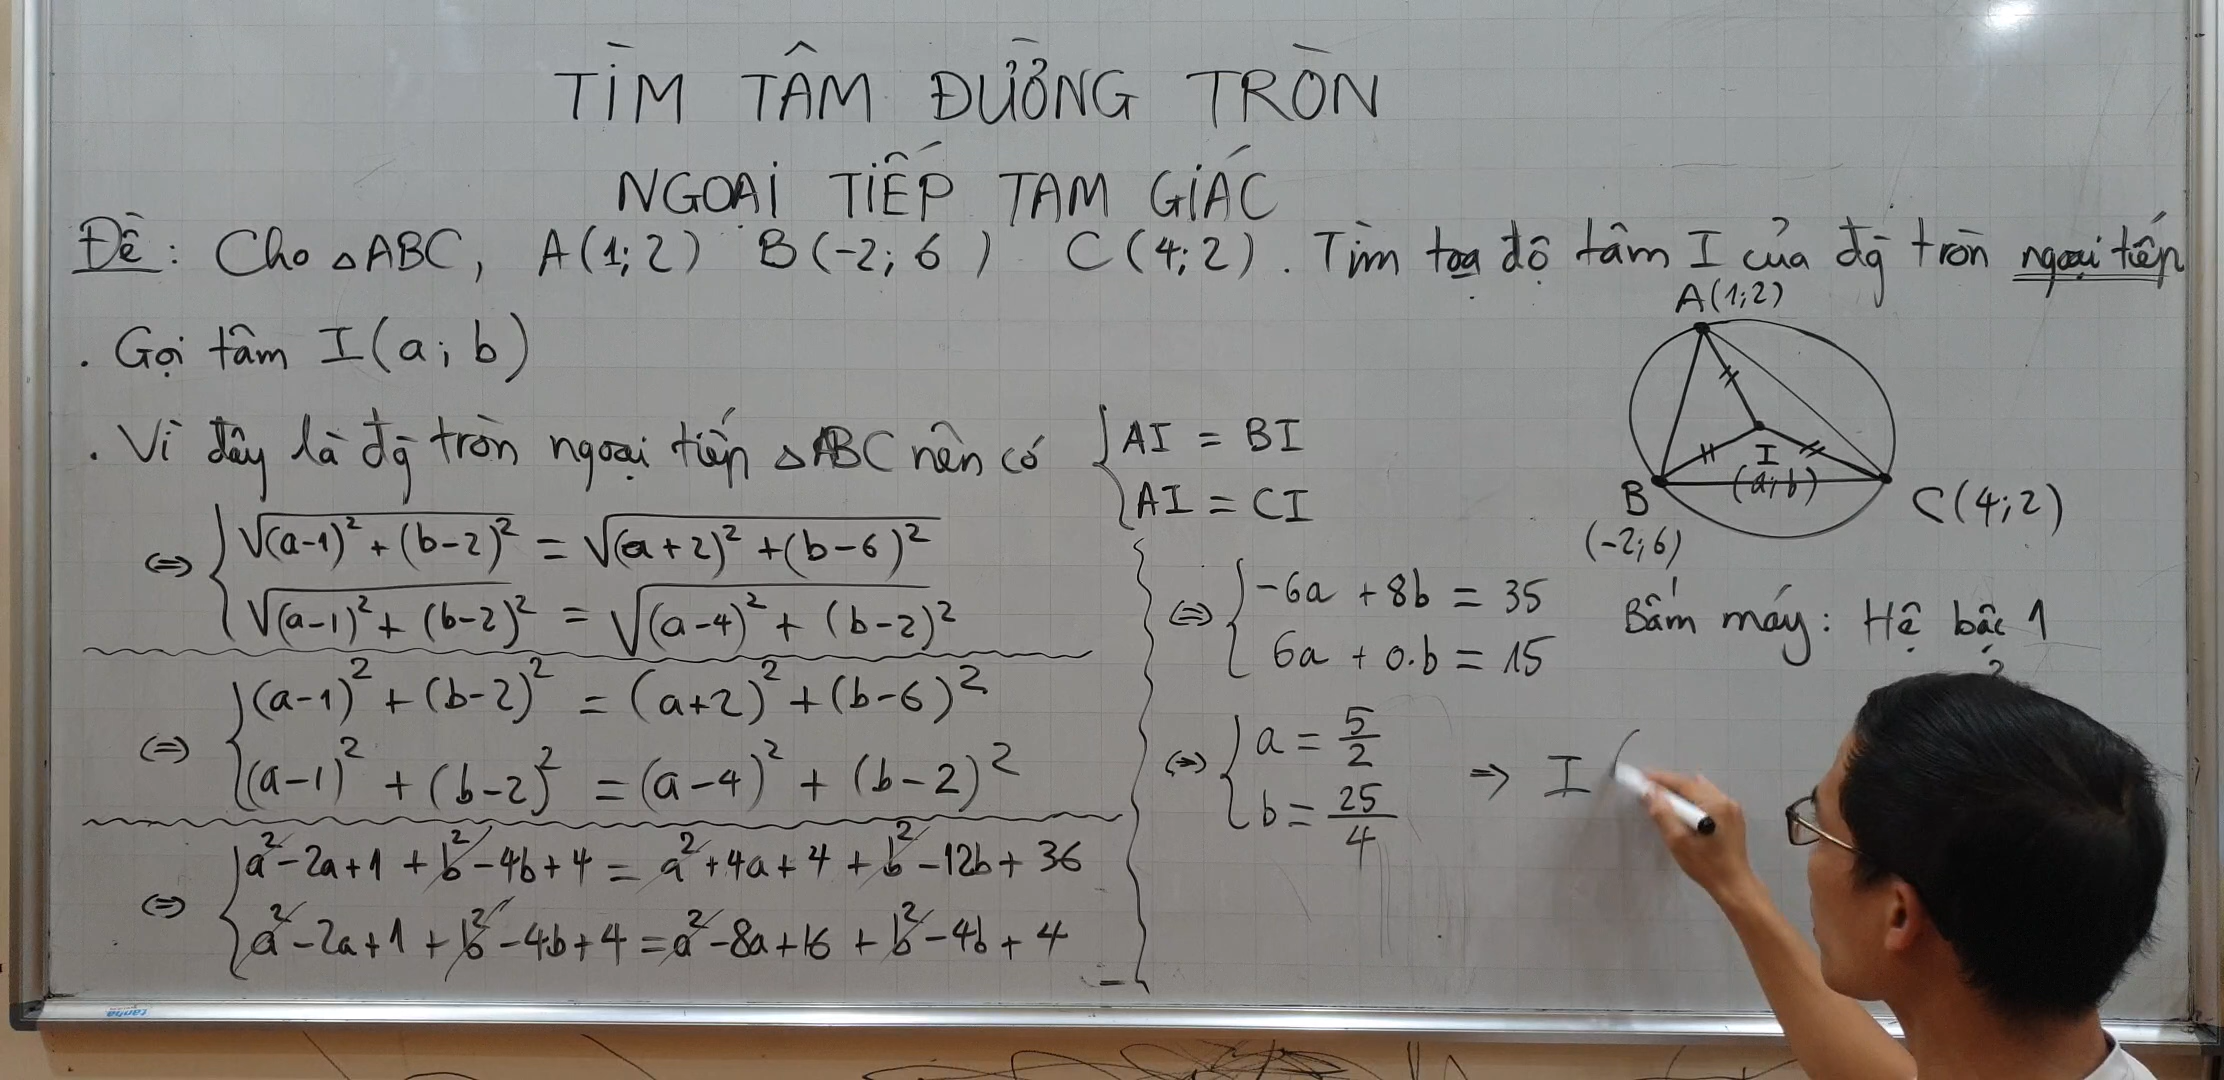 TÌM TÂM ĐƯỜNG TRÒN
NGOẠI TIẾP TAM GIÁC
Đề: Cho △ABC, A(1;2) B(-2;6) C(4;2). Tìm toạ độ tâm I của đg tròn ngoại tiếp
. Gọi tâm I(a;b)
. Vì đây là đg tròn ngoại tiếp △ABC nên có { AI = BI
AI = CI
⇔ { √(a-1)² + (b-2)² = √(a+2)² + (b-6)²
√(a-1)² + (b-2)² = √(a-4)² + (b-2)²
⇔ { (a-1)² + (b-2)² = (a+2)² + (b-6)²
(a-1)² + (b-2)² = (a-4)² + (b-2)²
⇔ { a² - 2a + 1 + b² - 4b + 4 = a² + 4a + 4 + b² - 12b + 36
a² - 2a + 1 + b² - 4b + 4 = a² - 8a + 16 + b² - 4b + 4
⇔ { -6a + 8b = 35
6a + 0.b = 15
⇔ { a = 5/2
b = 25/4
⇒ I (
A(1;2)
I
(a;b)
B
(-2;6)
C(4;2)
Bấm máy: Hệ bậc 1
tanha